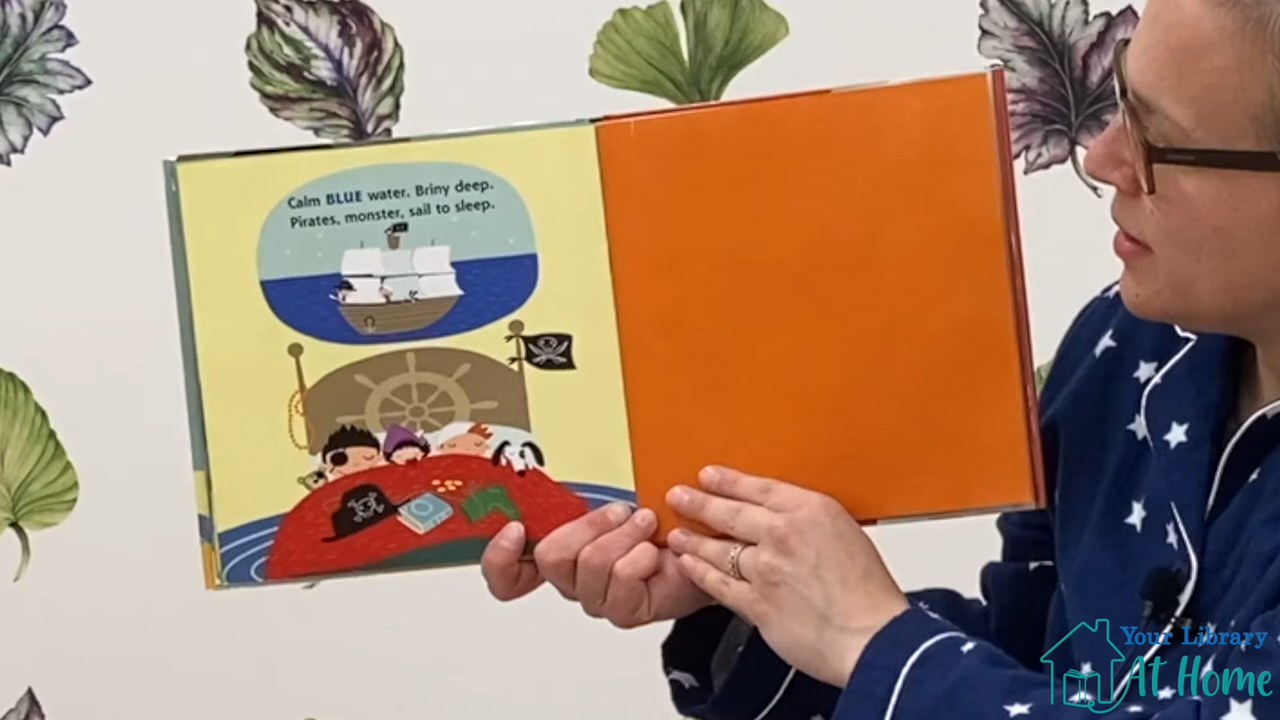 Calm BLUE water. Briny deep.
Pirates, monster, sail to sleep.
Your Library
At Home